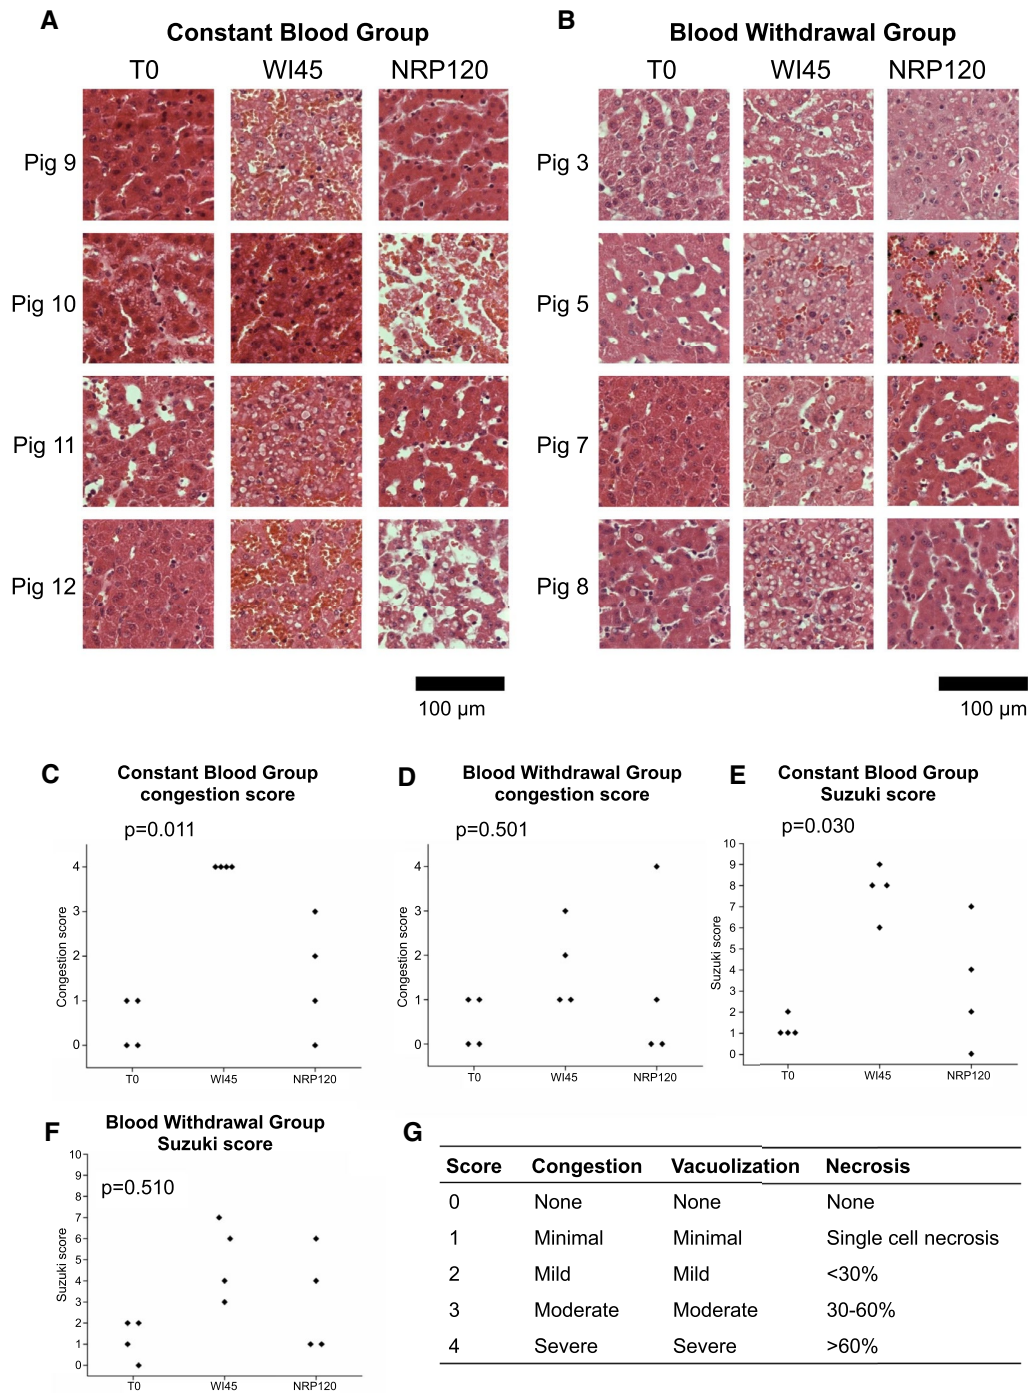 A
Constant Blood Group
T0 WI45 NRP120
Pig 9
Pig 10
Pig 11
Pig 12
100 µm
B
Blood Withdrawal Group
T0 WI45 NRP120
Pig 3
Pig 5
Pig 7
Pig 8
100 µm
C
Constant Blood Group
congestion score
p=0.011
Congestion score
4
3
2
1
0
T0 WI45 NRP120
D
Blood Withdrawal Group
congestion score
p=0.501
Congestion score
4
3
2
1
0
T0 WI45 NRP120
E
Constant Blood Group
Suzuki score
p=0.030
Suzuki score
10
9
8
7
6
5
4
3
2
1
0
T0 WI45 NRP120
F
Blood Withdrawal Group
Suzuki score
p=0.510
Suzuki score
10
9
8
7
6
5
4
3
2
1
0
T0 WI45 NRP120
G
Score Congestion Vacuolization Necrosis
0 None None None
1 Minimal Minimal Single cell necrosis
2 Mild Mild <30%
3 Moderate Moderate 30-60%
4 Severe Severe >60%